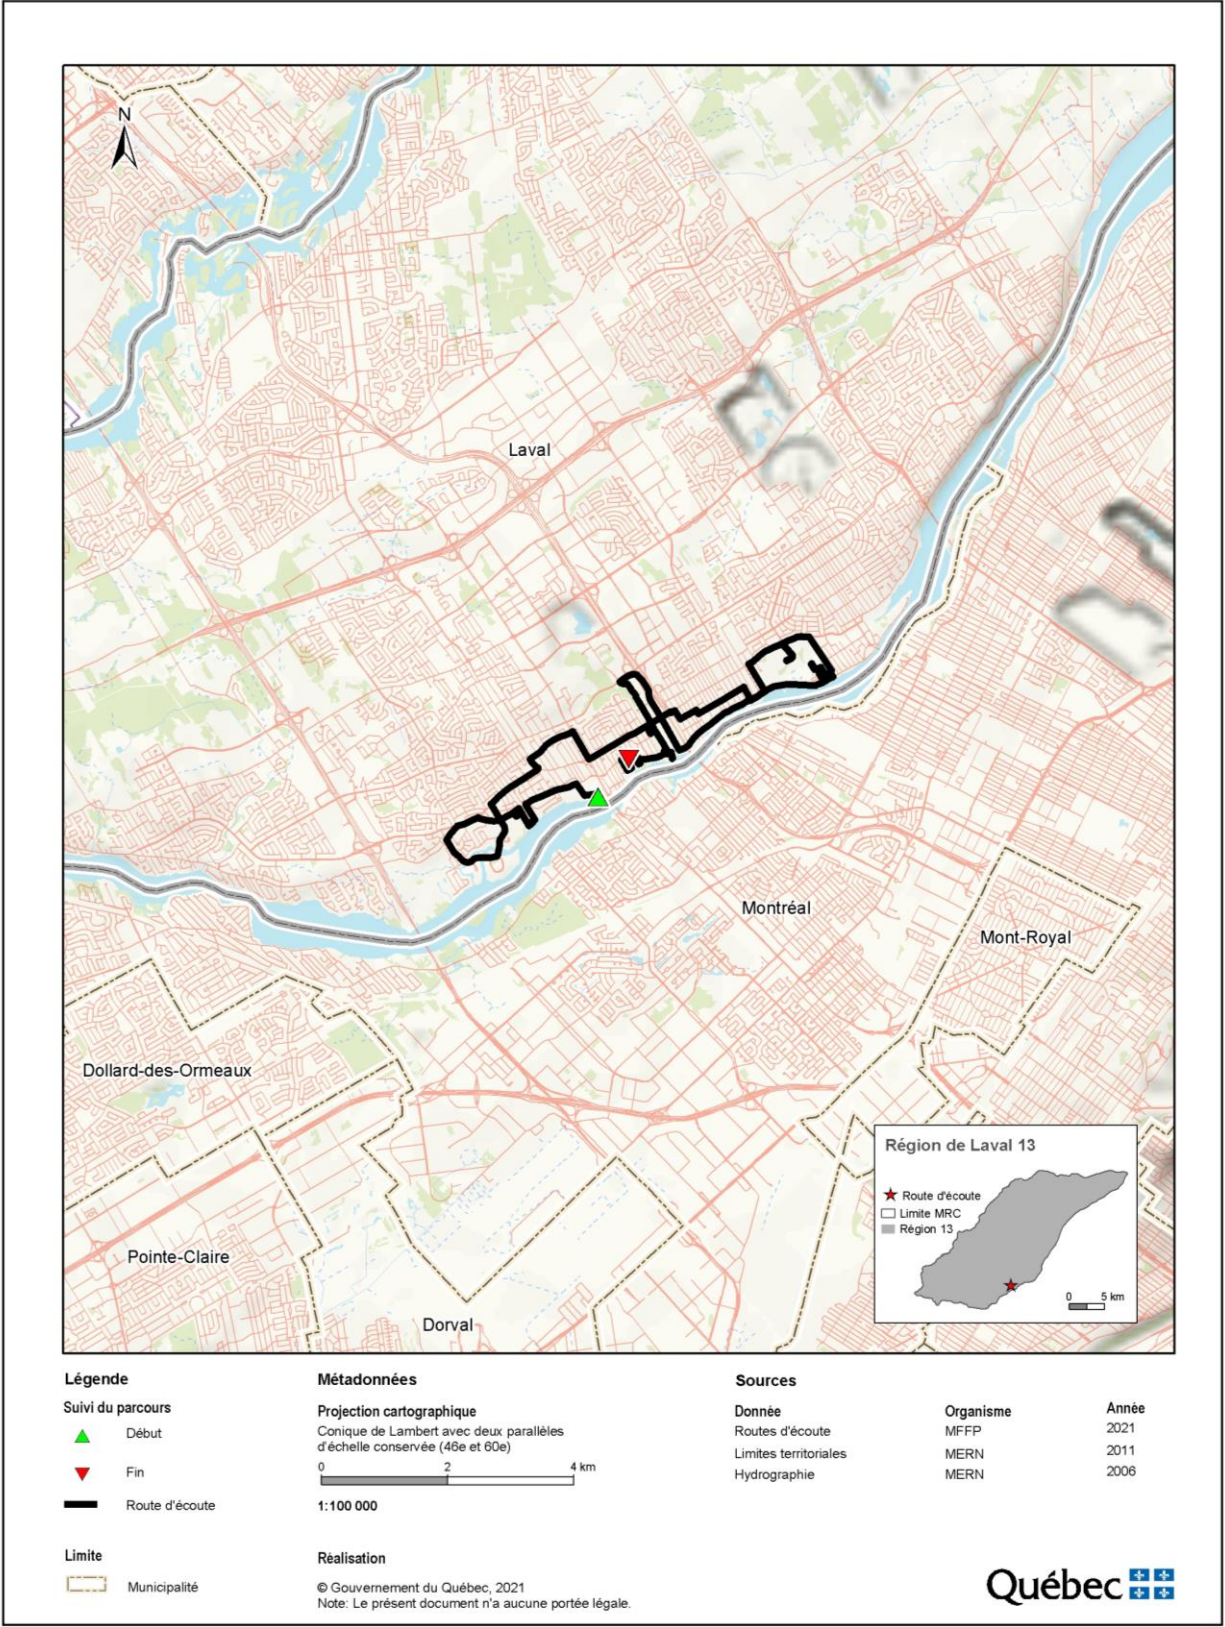 N
Laval
Montréal
Mont-Royal
Dollard-des-Ormeaux
Pointe-Claire
Dorval
Région de Laval 13
Route d'écoute
Limite MRC
Région 13
0 5 km
Légende
Suivi du parcours
Début
Fin
Route d'écoute
Limite
Municipalité
Métadonnées
Projection cartographique
Conique de Lambert avec deux parallèles
d'échelle conservée (46e et 60e)
0 2 4 km
1:100 000
Réalisation
© Gouvernement du Québec, 2021
Note: Le présent document n'a aucune portée légale.
Sources
Donnée Organisme Année
Routes d'écoute MFFP 2021
Limites territoriales MERN 2011
Hydrographie MERN 2006
Québec